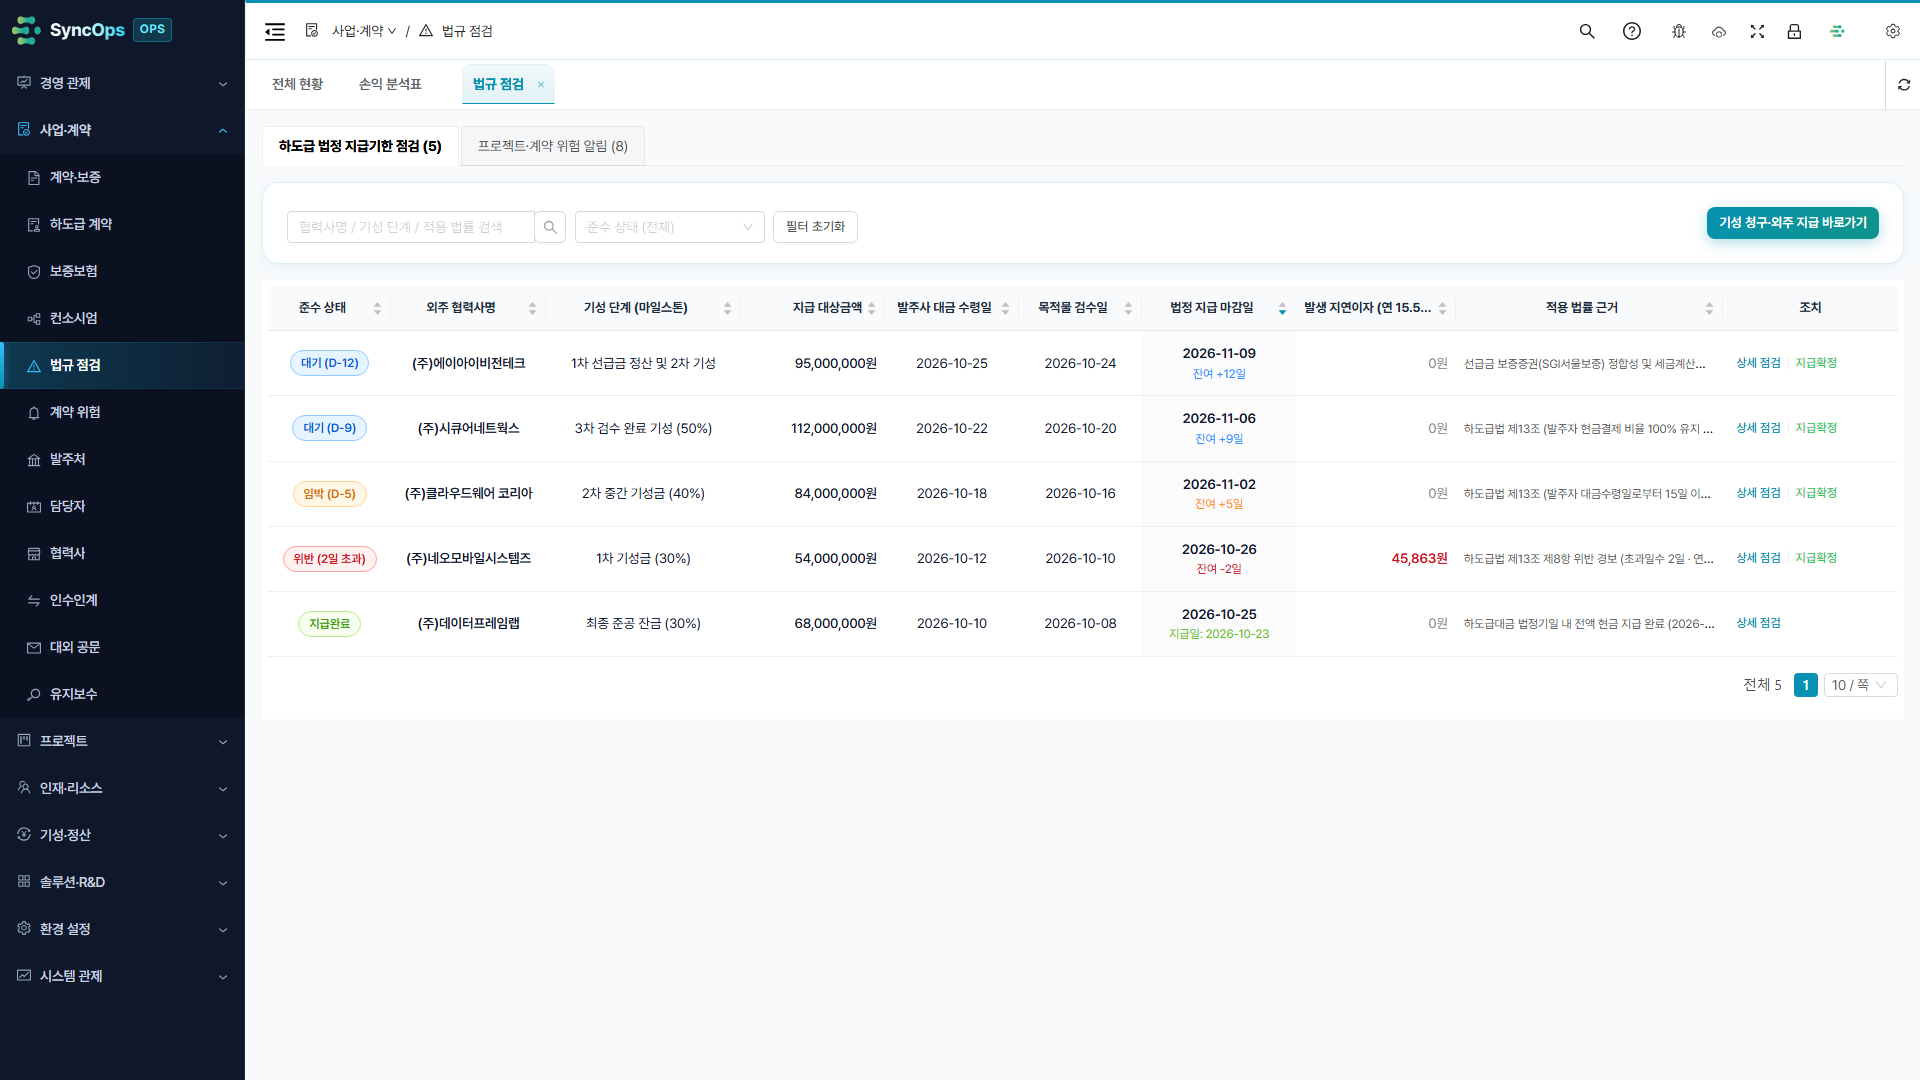 SyncOps OPS
경영 관제
사업·계약
계약·보증
하도급 계약
보증보험
컨소시엄
법규 점검
계약 위험
발주처
담당자
협력사
인수인계
대외 공문
유지보수
프로젝트
인재·리소스
기성·정산
솔루션·R&D
환경 설정
시스템 관제
사업·계약 / 법규 점검
전체 현황 손익 분석표 법규 점검 ×
하도급 법정 지급기한 점검 (5) 프로젝트·계약 위험 알림 (8)
협력사명 / 기성 단계 / 적용 법률 검색 준수 상태 (전체) 필터 초기화 기성 청구·외주 지급 바로가기
준수 상태 외주 협력사명 기성 단계 (마일스톤) 지급 대상금액 발주사 대금 수령일 목적물 검수일 법정 지급 마감일 발생 지연이자 (연 15.5... 적용 법률 근거 조치
대기 (D-12) (주)에이아이비전테크 1차 선급금 정산 및 2차 기성 95,000,000원 2026-10-25 2026-10-24 2026-11-09 0원 선급금 보증증권(SGI서울보증) 정합성 및 세금계산... 상세 점검 지급확정
잔여 +12일
대기 (D-9) (주)시큐어네트웍스 3차 검수 완료 기성 (50%) 112,000,000원 2026-10-22 2026-10-20 2026-11-06 0원 하도급법 제13조 (발주자 현금결제 비율 100% 유지 ... 상세 점검 지급확정
잔여 +9일
임박 (D-5) (주)클라우드웨어 코리아 2차 중간 기성금 (40%) 84,000,000원 2026-10-18 2026-10-16 2026-11-02 0원 하도급법 제13조 (발주자 대금수령일로부터 15일 이... 상세 점검 지급확정
잔여 +5일
위반 (2일 초과) (주)네오모바일시스템즈 1차 기성금 (30%) 54,000,000원 2026-10-12 2026-10-10 2026-10-26 45,863원 하도급법 제13조 제8항 위반 경보 (초과일수 2일 · 연... 상세 점검 지급확정
잔여 -2일
지급완료 (주)데이터프레임랩 최종 준공 잔금 (30%) 68,000,000원 2026-10-10 2026-10-08 2026-10-25 0원 하도급대금 법정기일 내 전액 현금 지급 완료 (2026-... 상세 점검
지급일: 2026-10-23
전체 5 1 10 / 쪽